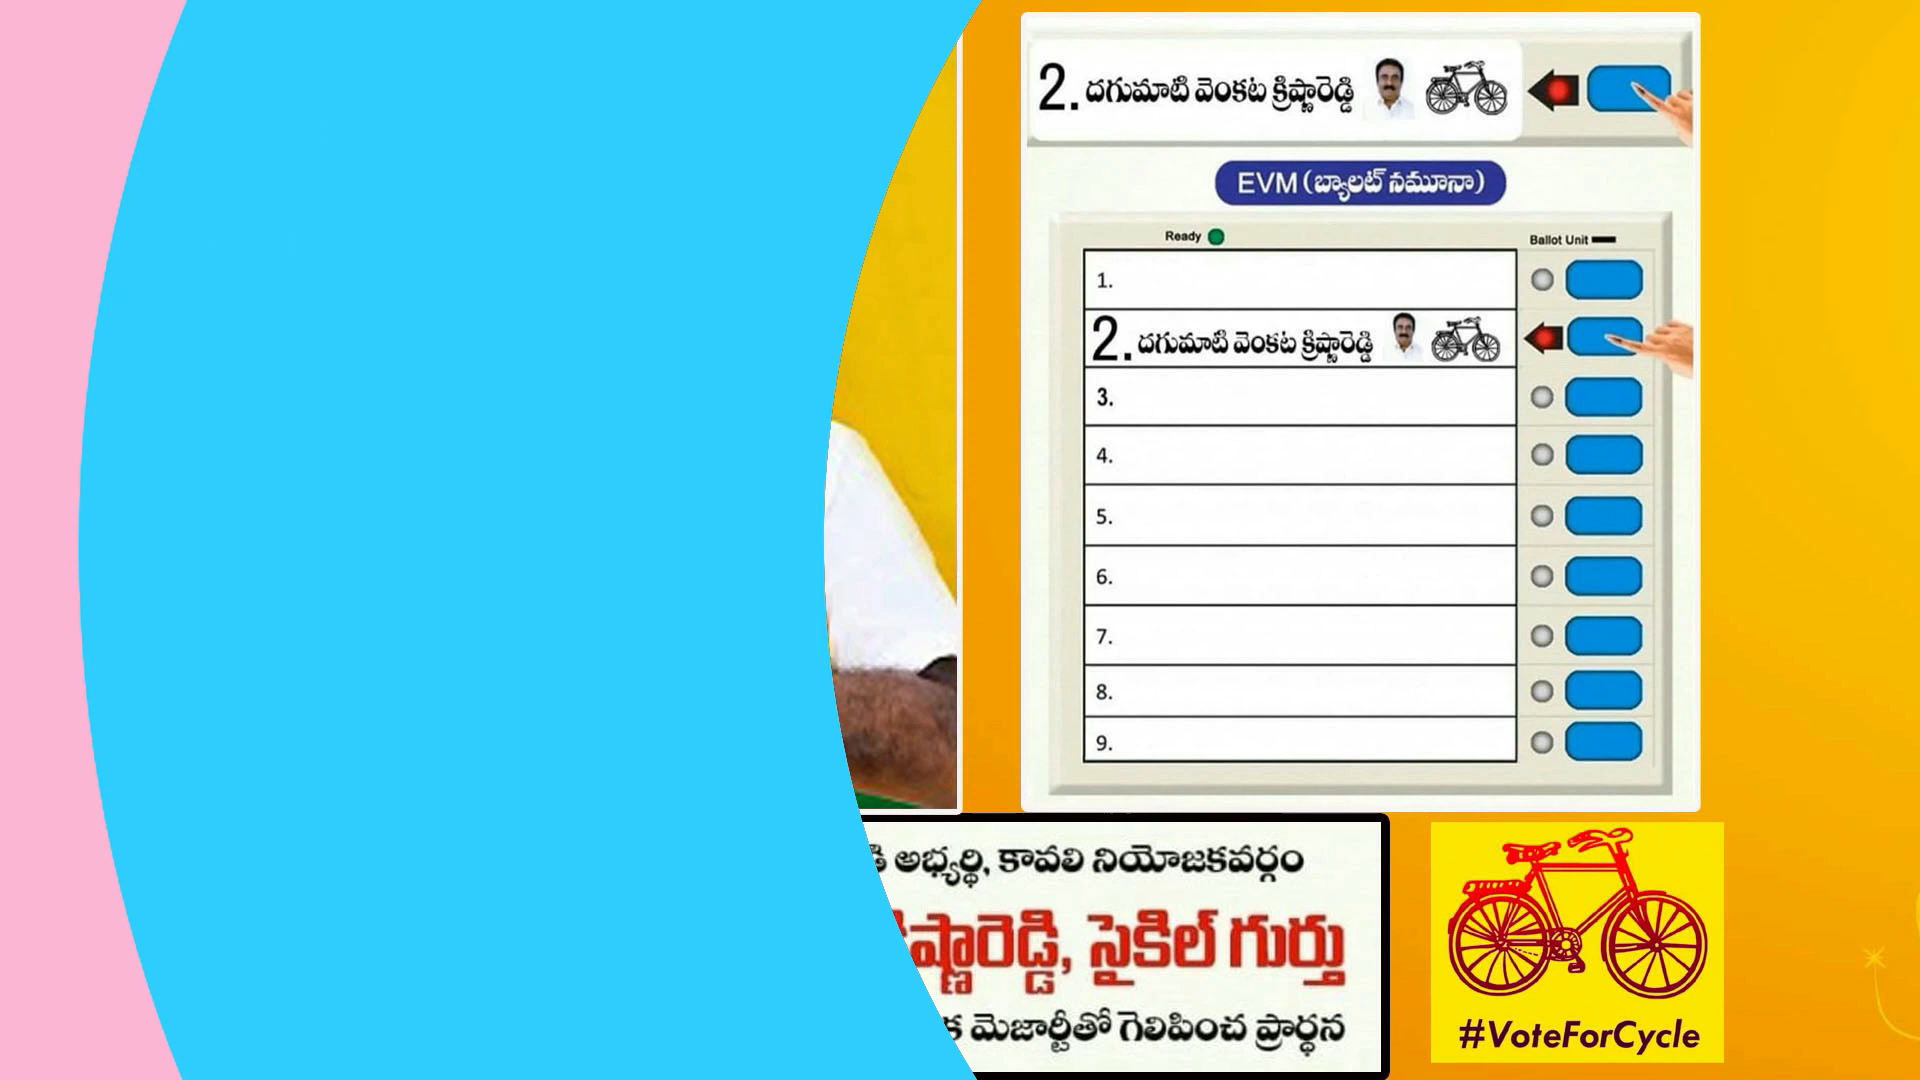 2. దగుమాటి వెంకట క్రిష్ణారెడ్డి
EVM (బ్యాలట్ నమూనా)
Ready
Ballot Unit
1.
2. దగుమాటి వెంకట క్రిష్ణారెడ్డి
3.
4.
5.
6.
7.
8.
9.
అభ్యర్థి, కావలి నియోజకవర్గం
సైకిల్ గుర్తు
మెజార్టీతో గెలిపించ ప్రార్థన
#VoteForCycle